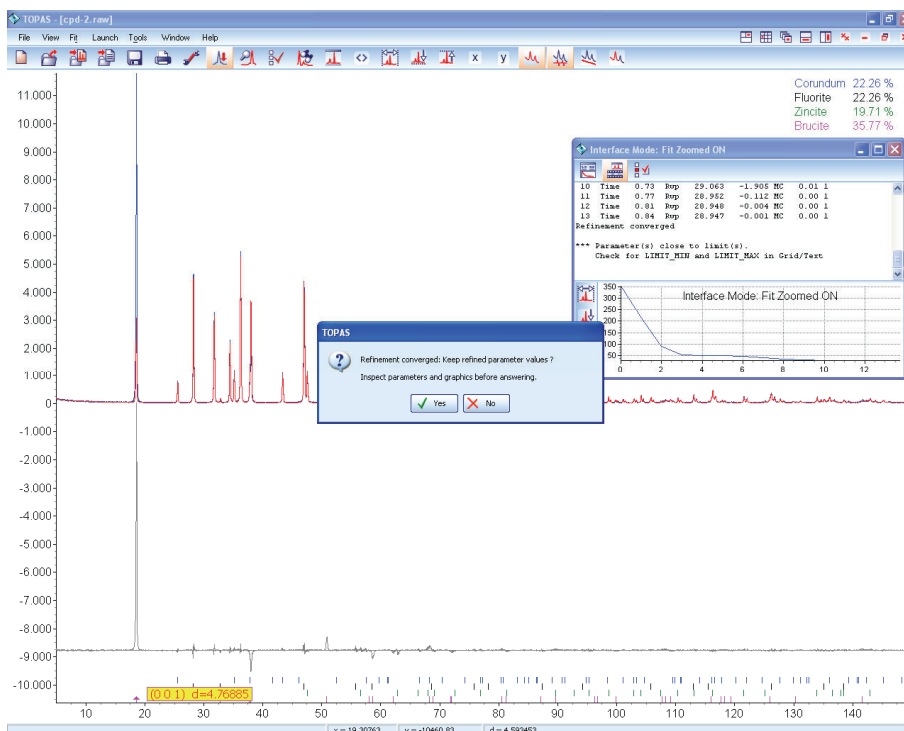 TOPAS - [cpd-2.raw]
File View Fit Launch Tools Window Help
x y
Corundum 22.26 %
Fluorite 22.26 %
Zincite 19.71 %
Brucite 35.77 %
11.000
10.000
9.000
8.000
7.000
6.000
5.000
4.000
3.000
2.000
1.000
0
-1.000
-2.000
-3.000
-4.000
-5.000
-6.000
-7.000
-8.000
-9.000
-10.000
Interface Mode: Fit Zoomed ON
10 Time 0.73 Rwp 29.063 -1.905 MC 0.01 1
11 Time 0.77 Rwp 28.952 -0.112 MC 0.00 1
12 Time 0.81 Rwp 28.948 -0.004 MC 0.00 1
13 Time 0.84 Rwp 28.947 -0.001 MC 0.00 1
Refinement converged
*** Parameter(s) close to limit(s).
Check for LIMIT_MIN and LIMIT_MAX in Grid/Text
Interface Mode: Fit Zoomed ON
350
300
250
200
150
100
50
0 2 4 6 8 10 12
TOPAS
Refinement converged: Keep refined parameter values ?
Inspect parameters and graphics before answering.
Yes No
(0 0 1) d=4.76885
10 20 30 40 50 60 70 80 90 100 110 120 130 140
x = 19.30763 y = -10460.83 d = 4.593453